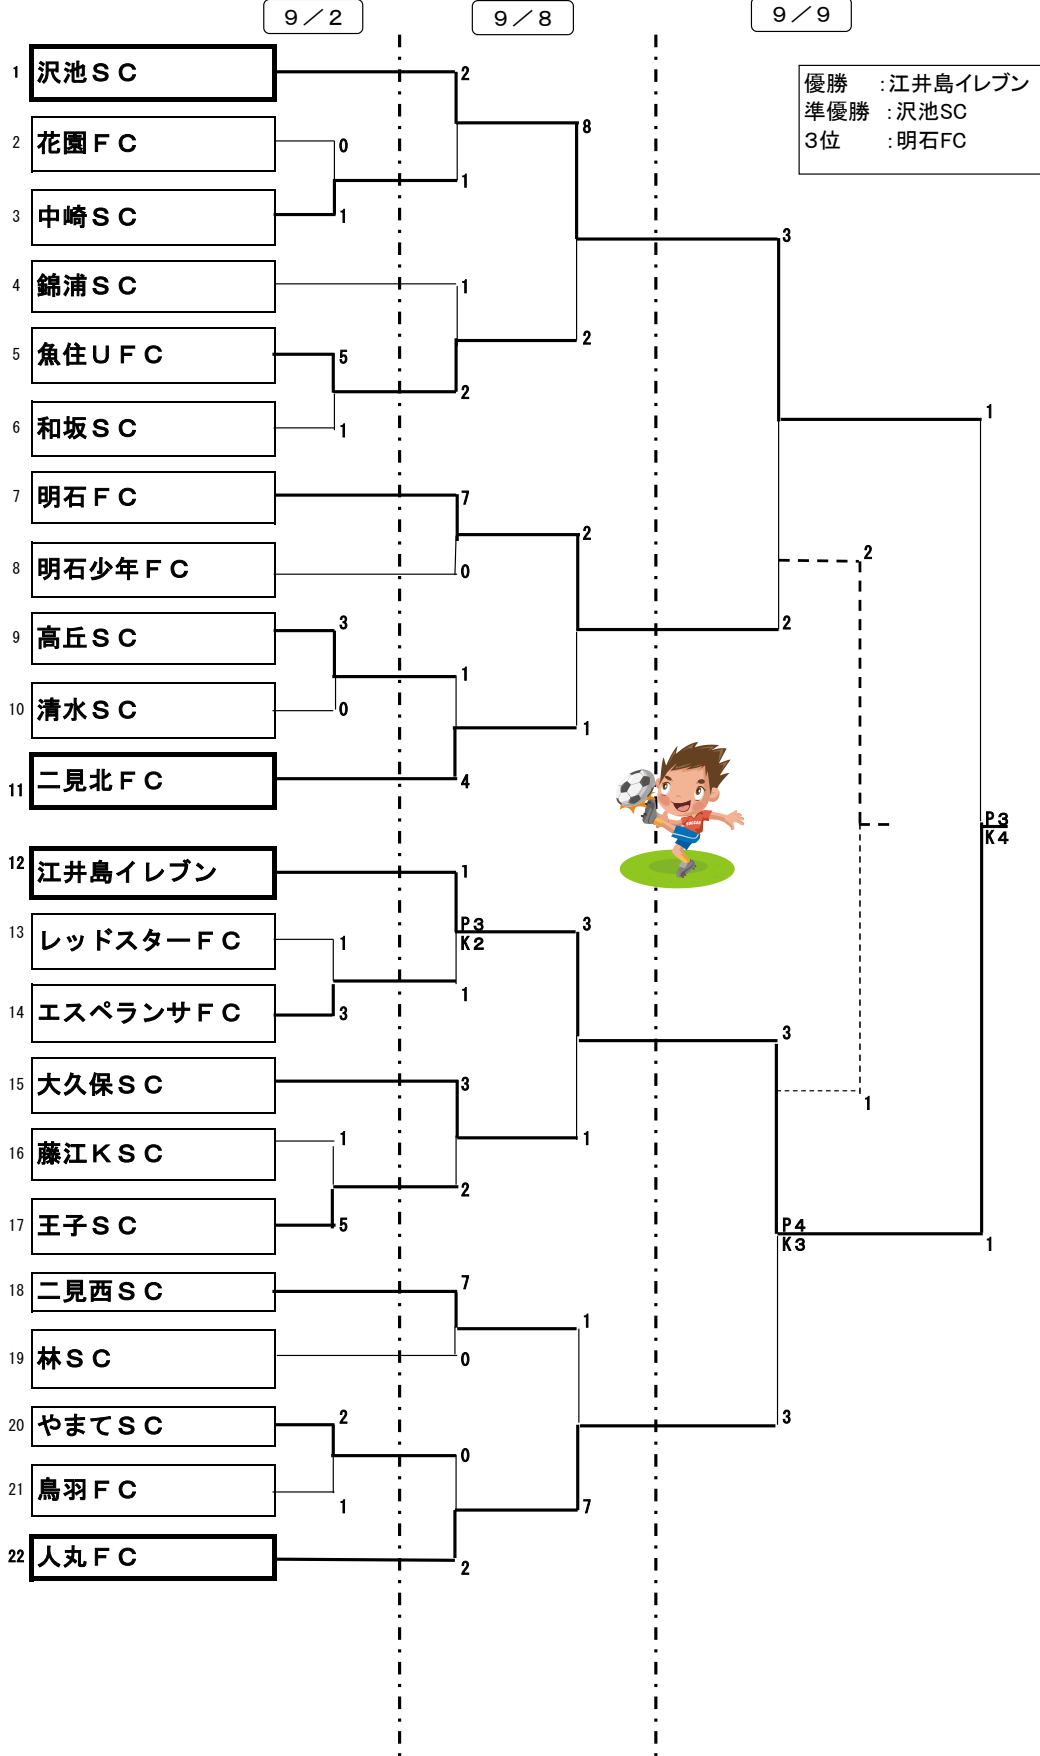 ９／２
９／８
９／９
優勝　：江井島イレブン
準優勝　：沢池SC
３位　　：明石FC
1 沢池ＳＣ 2
8
2 花園ＦＣ 0
1
3 中崎ＳＣ 1
3
4 錦浦ＳＣ 1
2
5 魚住ＵＦＣ 5
2
6 和坂ＳＣ 1
1
7 明石ＦＣ 7
2
2
8 明石少年ＦＣ 0
9 高丘ＳＣ 3
2
1
10 清水ＳＣ 0
1
11 二見北ＦＣ 4
P3
K4
12 江井島イレブン 1
P3 3
K2
13 レッドスターＦＣ 1
1
14 エスペランサＦＣ 3
3
15 大久保ＳＣ 3
1
16 藤江ＫＳＣ 1
1
2
17 王子ＳＣ 5
P4
K3 1
18 二見西ＳＣ 7
1
19 林ＳＣ 0
20 やまてＳＣ 2
3
0
21 鳥羽ＦＣ 1
7
22 人丸ＦＣ 2